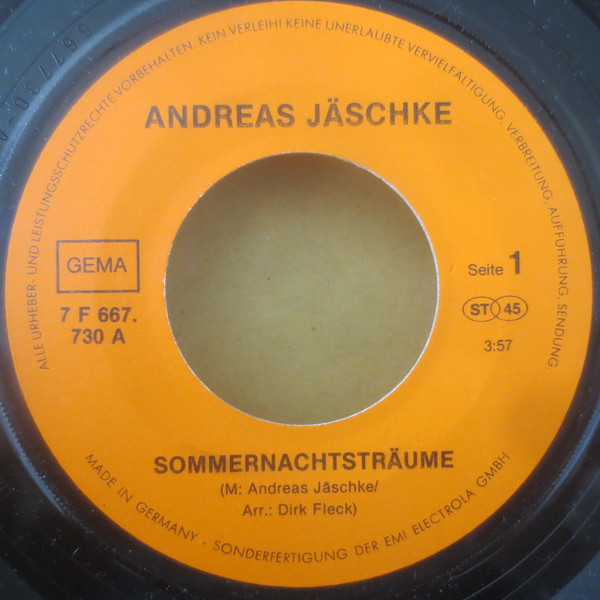 ALLE URHEBER- UND LEISTUNGSSCHUTZRECHTE VORBEHALTEN. KEIN VERLEIH! KEINE UNERLAUBTE VERVIELFÄLTIGUNG, VERBREITUNG, AUFFÜHRUNG, SENDUNG.
ANDREAS JÄSCHKE
GEMA
7 F 667.
730 A
Seite 1
ST 45
3:57
SOMMERNACHTSTRÄUME
(M: Andreas Jäschke/
Arr.: Dirk Fleck)
MADE IN GERMANY - SONDERFERTIGUNG DER EMI ELECTROLA GMBH